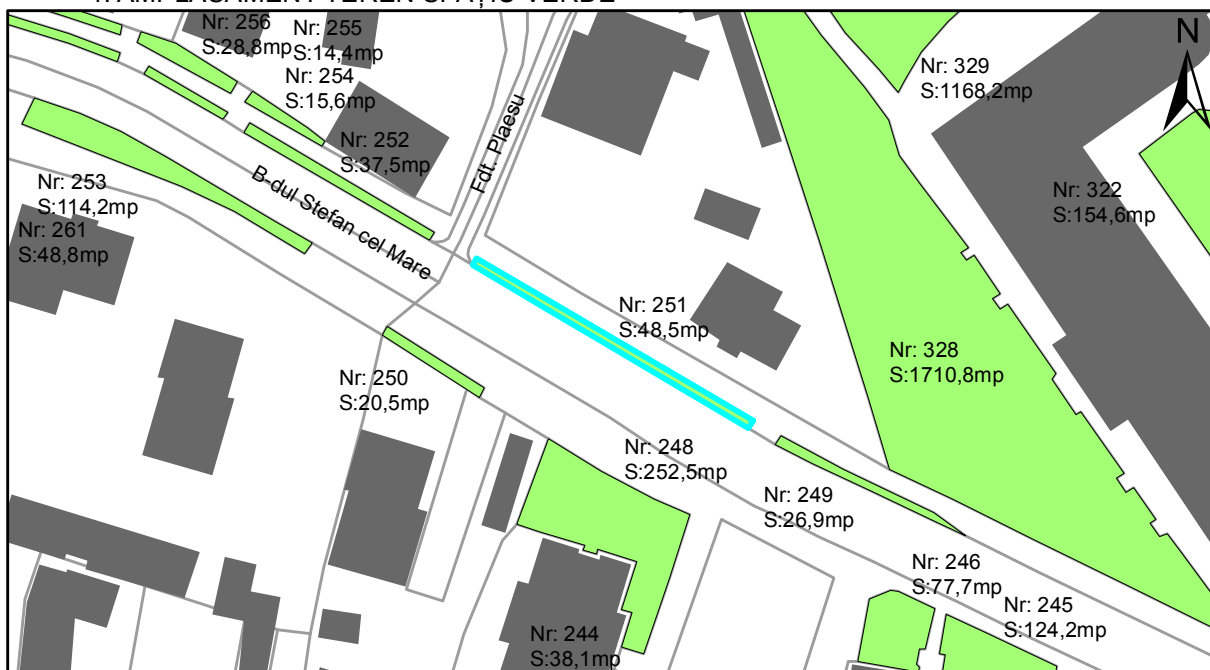 Nr: 256
S:28,8mp
Nr: 255
S:14,4mp
Nr: 254
S:15,6mp
Nr: 252
S:37,5mp
N
Nr: 329
S:1168,2mp
Fdt. Plaesu
B-dul Stefan cel Mare
Nr: 253
S:114,2mp
Nr: 261
S:48,8mp
Nr: 322
S:154,6mp
Nr: 251
S:48,5mp
Nr: 328
S:1710,8mp
Nr: 250
S:20,5mp
Nr: 248
S:252,5mp
Nr: 249
S:26,9mp
Nr: 246
S:77,7mp
Nr: 245
S:124,2mp
Nr: 244
S:38,1mp